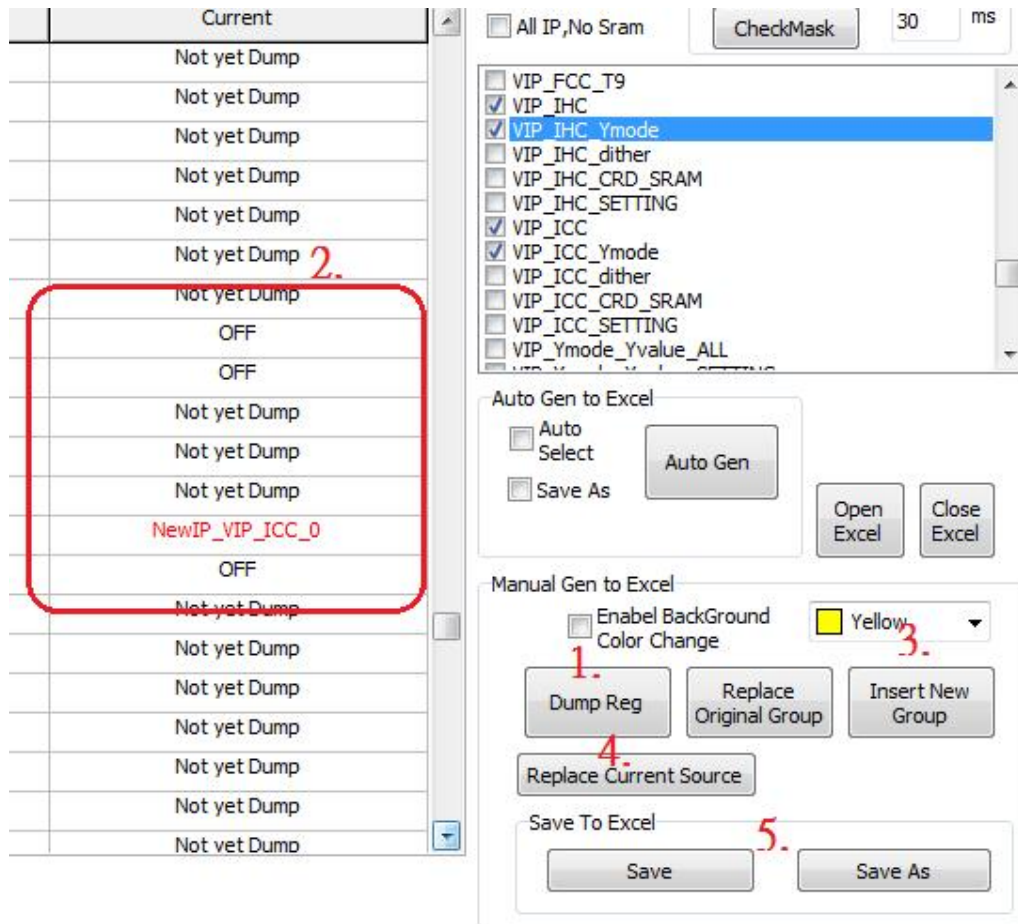 Current
Not yet Dump
Not yet Dump
Not yet Dump
Not yet Dump
Not yet Dump
Not yet Dump
2.
Not yet Dump
OFF
OFF
Not yet Dump
Not yet Dump
Not yet Dump
NewIP_VIP_ICC_0
OFF
Not yet Dump
Not yet Dump
Not yet Dump
Not yet Dump
Not yet Dump
Not yet Dump
Not yet Dump
All IP,No Sram
CheckMask
30
ms
VIP_FCC_T9
VIP_IHC
VIP_IHC_Ymode
VIP_IHC_dither
VIP_IHC_CRD_SRAM
VIP_IHC_SETTING
VIP_ICC
VIP_ICC_Ymode
VIP_ICC_dither
VIP_ICC_CRD_SRAM
VIP_ICC_SETTING
VIP_Ymode_Yvalue_ALL
Auto Gen to Excel
Auto
Select
Save As
Auto Gen
Open
Excel
Close
Excel
Manual Gen to Excel
Enabel BackGround
Color Change
Yellow
3.
1.
Dump Reg
Replace
Original Group
Insert New
Group
4.
Replace Current Source
Save To Excel
5.
Save
Save As